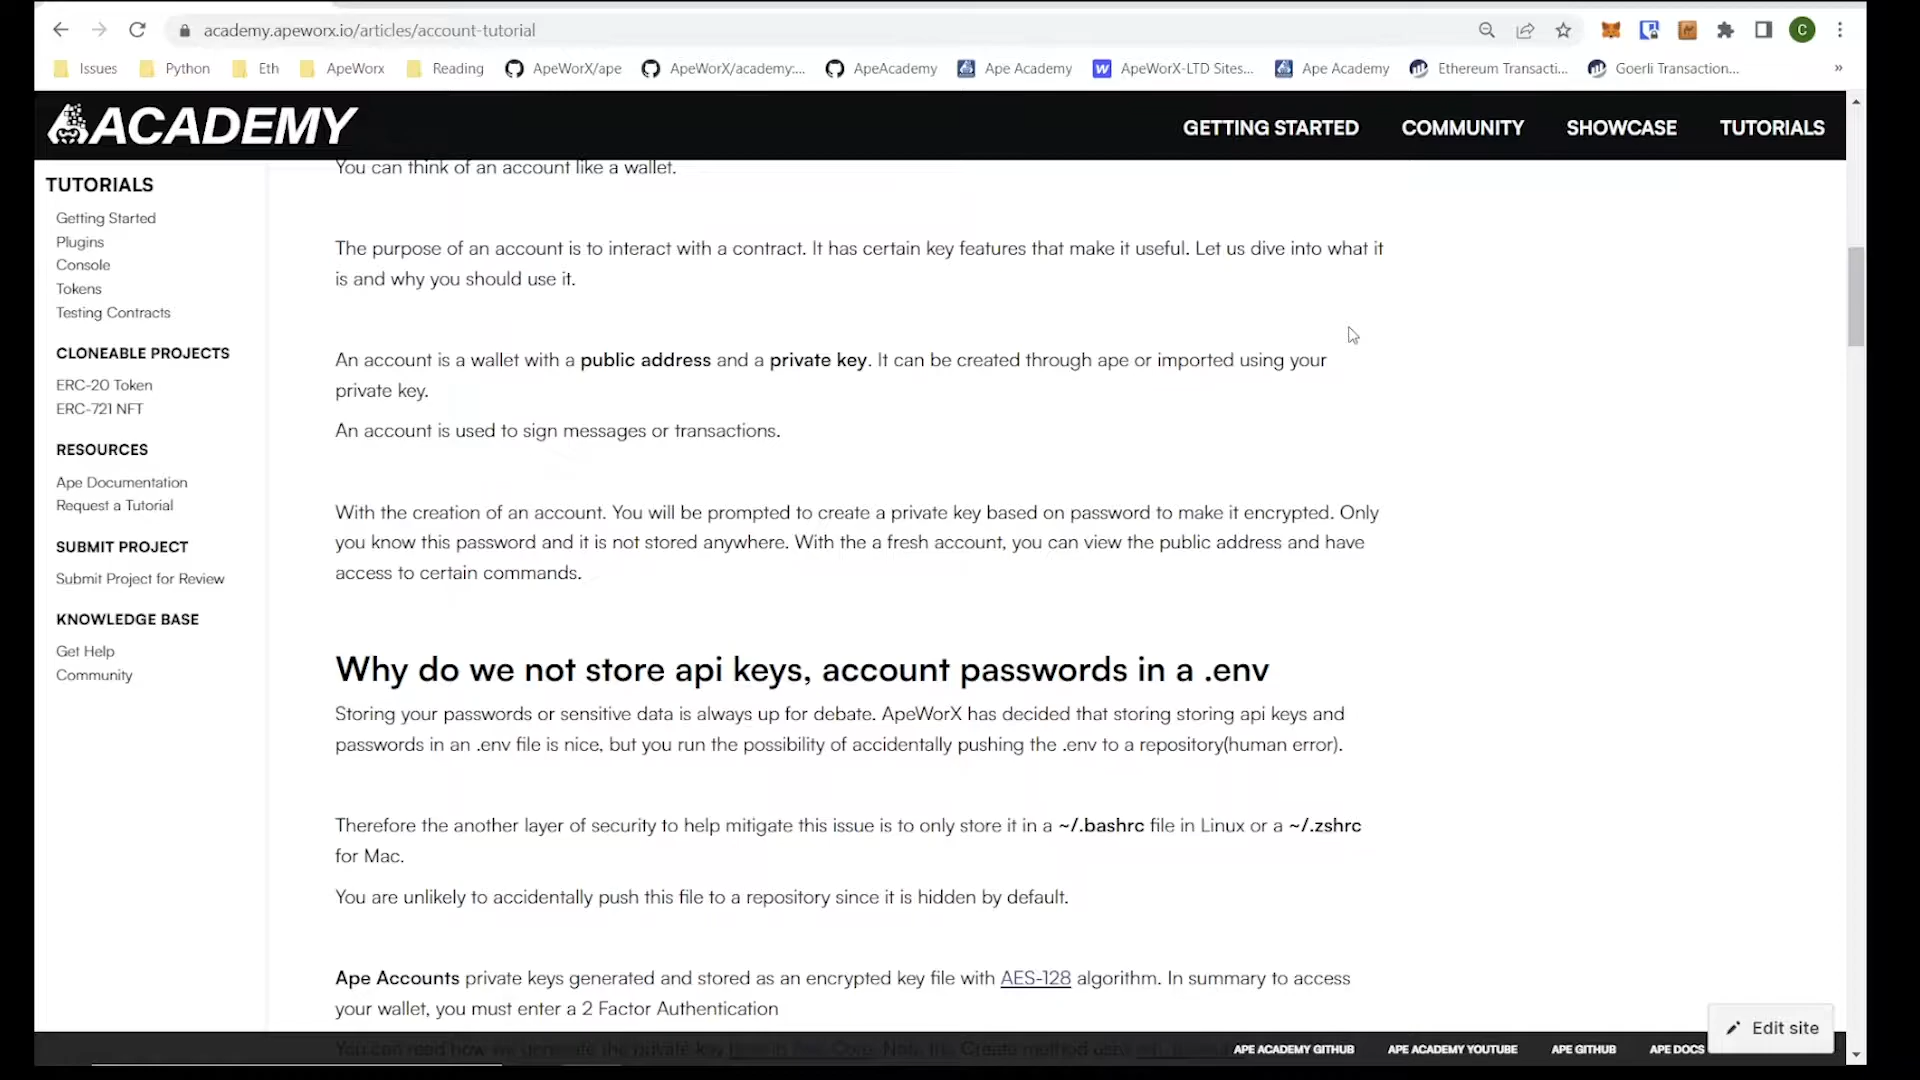 academy.apeworx.io/articles/account-tutorial
C
Issues Python Eth ApeWorx Reading ApeWorX/ape ApeWorX/academy:... ApeAcademy Ape Academy ApeWorX-LTD Sites... Ape Academy Ethereum Transacti... Goerli Transaction... »
ACADEMY
GETTING STARTED COMMUNITY SHOWCASE TUTORIALS
TUTORIALS
Getting Started
Plugins
Console
Tokens
Testing Contracts
CLONEABLE PROJECTS
ERC-20 Token
ERC-721 NFT
RESOURCES
Ape Documentation
Request a Tutorial
SUBMIT PROJECT
Submit Project for Review
KNOWLEDGE BASE
Get Help
Community
You can think of an account like a wallet.
The purpose of an account is to interact with a contract. It has certain key features that make it useful. Let us dive into what it
is and why you should use it.
An account is a wallet with a public address and a private key. It can be created through ape or imported using your
private key.
An account is used to sign messages or transactions.
With the creation of an account. You will be prompted to create a private key based on password to make it encrypted. Only
you know this password and it is not stored anywhere. With the a fresh account, you can view the public address and have
access to certain commands.
Why do we not store api keys, account passwords in a .env
Storing your passwords or sensitive data is always up for debate. ApeWorX has decided that storing storing api keys and
passwords in an .env file is nice, but you run the possibility of accidentally pushing the .env to a repository(human error).
Therefore the another layer of security to help mitigate this issue is to only store it in a ~/.bashrc file in Linux or a ~/.zshrc
for Mac.
You are unlikely to accidentally push this file to a repository since it is hidden by default.
Ape Accounts private keys generated and stored as an encrypted key file with AES-128 algorithm. In summary to access
your wallet, you must enter a 2 Factor Authentication
You can read how we generate the private key
Edit site
APE ACADEMY GITHUB APE ACADEMY YOUTUBE APE GITHUB APE DOCS